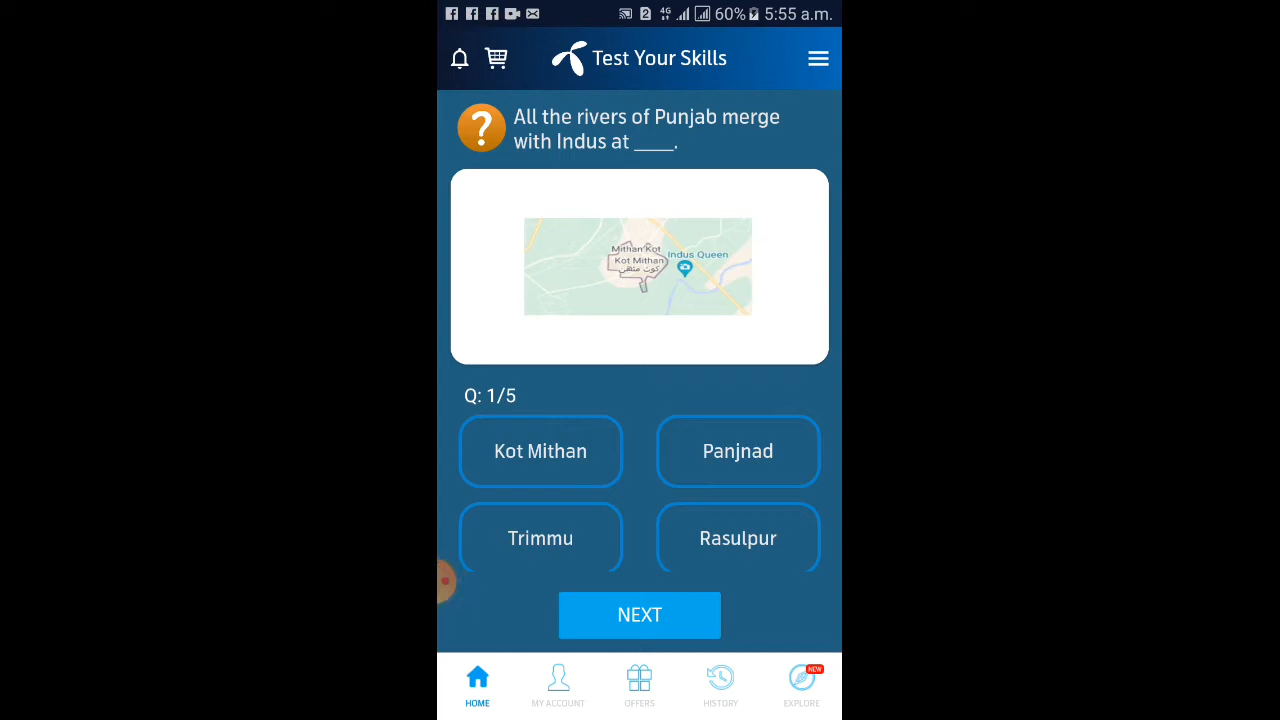 60% 5:55 a.m.
Test Your Skills
All the rivers of Punjab merge
with Indus at ____.
Mithan Kot
Kot Mithan
کوٹ مٹھن
Indus Queen
Q: 1/5
Kot Mithan
Panjnad
Trimmu
Rasulpur
NEXT
NEW
HOME
MY ACCOUNT
OFFERS
HISTORY
EXPLORE